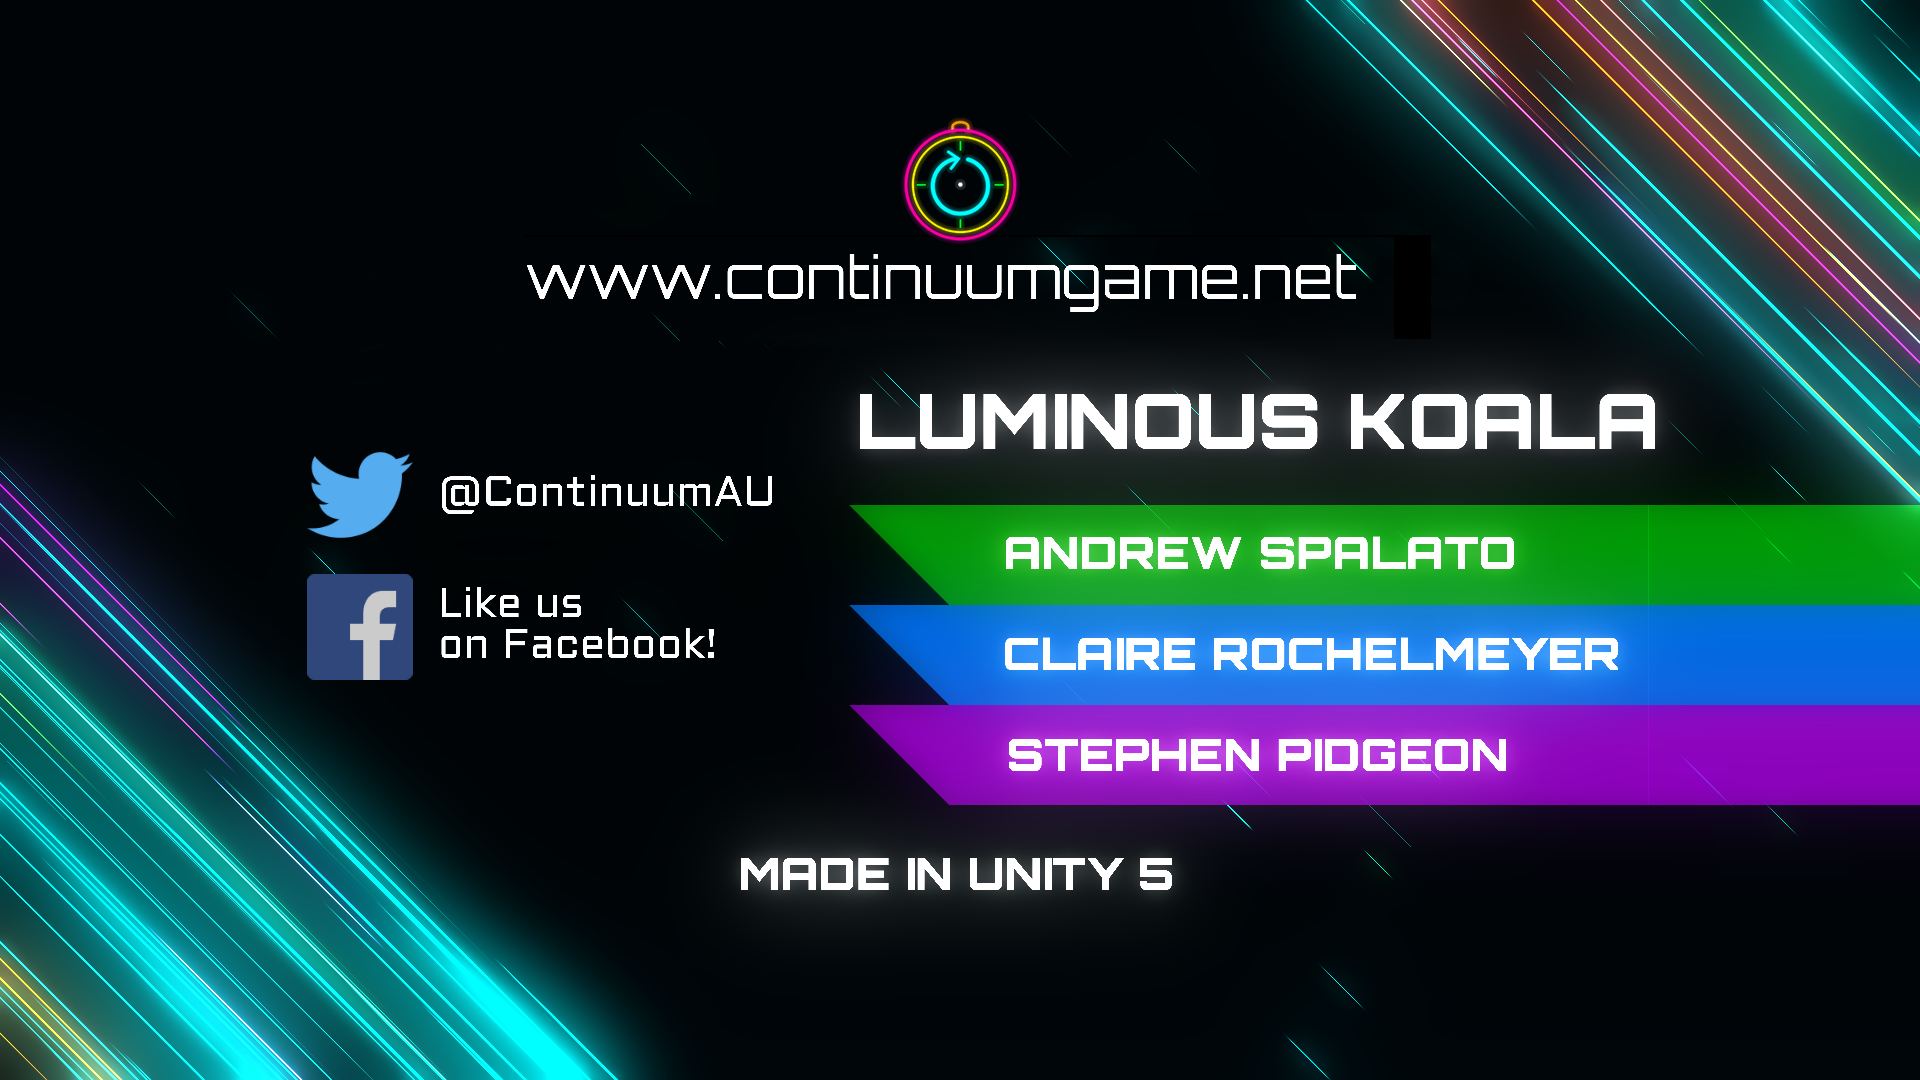 www.continuumgame.net
@ContinuumAU
Like us
on Facebook!
LUMINOUS KOALA
ANDREW SPALATO
CLAIRE ROCHELMEYER
STEPHEN PIDGEON
MADE IN UNITY 5